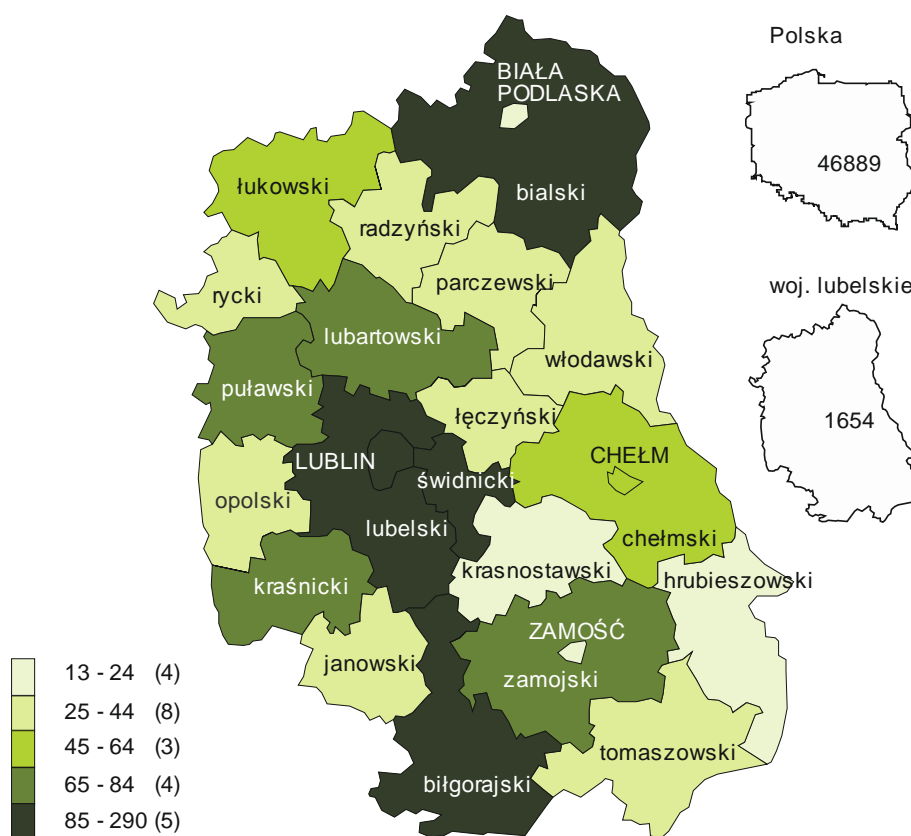 Polska
BIAŁA
PODLASKA
46889
łukowski
bialski
radzyński
parczewski
rycki
woj. lubelskie
lubartowski
włodawski
puławski
łęczyński
1654
LUBLIN
świdnicki
CHEŁM
opolski
lubelski
chełmski
krasnostawski
hrubieszowski
kraśnicki
ZAMOŚĆ
janowski
zamojski
tomaszowski
biłgorajski
13 - 24 (4)
25 - 44 (8)
45 - 64 (3)
65 - 84 (4)
85 - 290 (5)